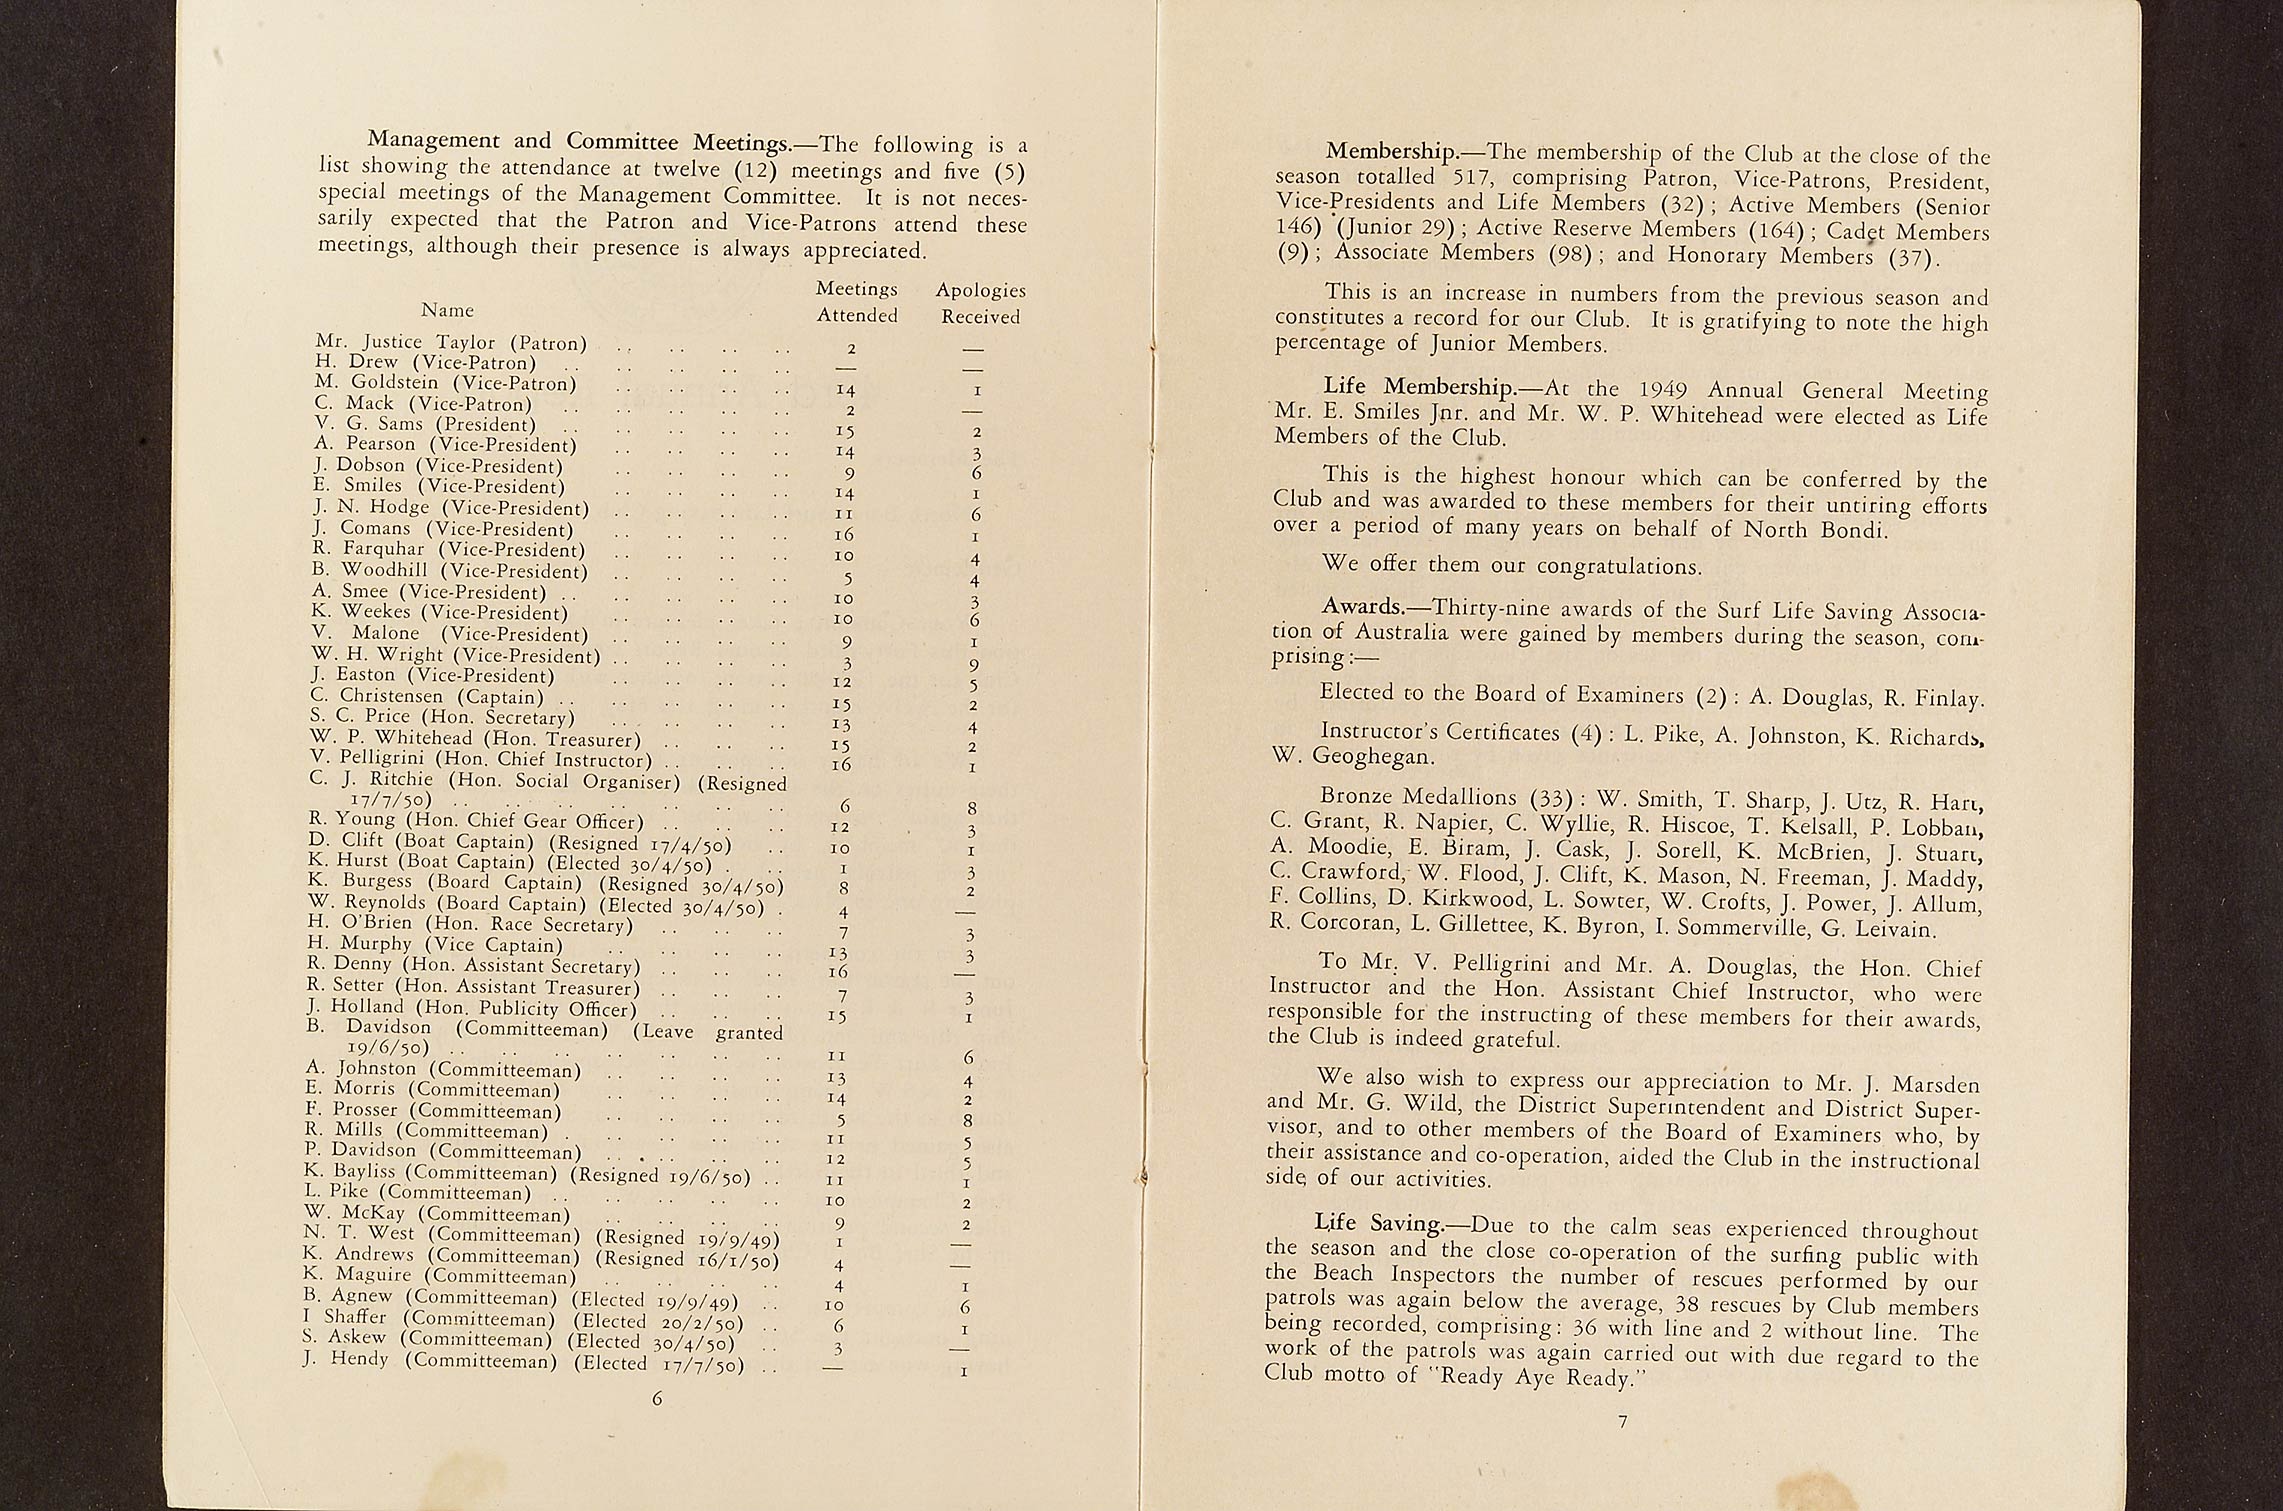 Management and Committee Meetings.—The following is a
list showing the attendance at twelve (12) meetings and five (5)
special meetings of the Management Committee. It is not neces-
sarily expected that the Patron and Vice-Patrons attend these
meetings, although their presence is always appreciated.
Name Meetings Attended Apologies Received
Mr. Justice Taylor (Patron) .. .. .. .. 2 —
H. Drew (Vice-Patron) .. .. .. .. .. — —
M. Goldstein (Vice-Patron) .. .. .. .. 14 1
C. Mack (Vice-Patron) .. .. .. .. .. 2 —
V. G. Sams (President) .. .. .. .. .. 15 2
A. Pearson (Vice-President) .. .. .. .. 14 3
J. Dobson (Vice-President) .. .. .. .. 9 6
E. Smiles (Vice-President) .. .. .. .. 14 1
J. N. Hodge (Vice-President) .. .. .. .. 11 6
J. Comans (Vice-President) .. .. .. .. 16 1
R. Farquhar (Vice-President) .. .. .. .. 10 4
B. Woodhill (Vice-President) .. .. .. .. 5 4
A. Smee (Vice-President) .. .. .. .. .. 10 3
K. Weekes (Vice-President) .. .. .. .. 10 6
V. Malone (Vice-President) .. .. .. .. 9 1
W. H. Wright (Vice-President) .. .. .. .. 3 9
J. Easton (Vice-President) .. .. .. .. 12 5
C. Christensen (Captain) .. .. .. .. .. 15 2
S. C. Price (Hon. Secretary) .. .. .. .. 13 4
W. P. Whitehead (Hon. Treasurer) .. .. .. 15 2
V. Pelligrini (Hon. Chief Instructor) .. .. .. 16 1
C. J. Ritchie (Hon. Social Organiser) (Resigned
17/7/50) .. .. .. .. .. .. .. 6 8
R. Young (Hon. Chief Gear Officer) .. .. .. 12 3
D. Clift (Boat Captain) (Resigned 17/4/50) .. 10 1
K. Hurst (Boat Captain) (Elected 30/4/50) . .. 1 3
K. Burgess (Board Captain) (Resigned 30/4/50) 8 2
W. Reynolds (Board Captain) (Elected 30/4/50) . 4 —
H. O'Brien (Hon. Race Secretary) .. .. .. 7 3
H. Murphy (Vice Captain) .. .. .. .. 13 3
R. Denny (Hon. Assistant Secretary) .. .. .. 16 —
R. Setter (Hon. Assistant Treasurer) .. .. .. 7 3
J. Holland (Hon. Publicity Officer) .. .. .. 15 1
B. Davidson (Committeeman) (Leave granted
19/6/50) .. .. .. .. .. .. .. 11 6
A. Johnston (Committeeman) .. .. .. .. 13 4
E. Morris (Committeeman) .. .. .. .. 14 2
F. Prosser (Committeeman) .. .. .. .. 5 8
R. Mills (Committeeman) . .. .. .. .. 11 5
P. Davidson (Committeeman) .. .. .. .. 12 5
K. Bayliss (Committeeman) (Resigned 19/6/50) .. 11 1
L. Pike (Committeeman) .. .. .. .. .. 10 2
W. McKay (Committeeman) .. .. .. .. 9 2
N. T. West (Committeeman) (Resigned 19/9/49) 1 —
K. Andrews (Committeeman) (Resigned 16/1/50) 4 —
K. Maguire (Committeeman) .. .. .. .. 4 1
B. Agnew (Committeeman) (Elected 19/9/49) .. 10 6
I Shaffer (Committeeman) (Elected 20/2/50) .. 6 1
S. Askew (Committeeman) (Elected 30/4/50) .. 3 —
J. Hendy (Committeeman) (Elected 17/7/50) .. — 1
6
Membership.—The membership of the Club at the close of the
season totalled 517, comprising Patron, Vice-Patrons, President,
Vice-Presidents and Life Members (32); Active Members (Senior
146) (Junior 29); Active Reserve Members (164); Cadet Members
(9); Associate Members (98); and Honorary Members (37).
This is an increase in numbers from the previous season and
constitutes a record for our Club. It is gratifying to note the high
percentage of Junior Members.
Life Membership.—At the 1949 Annual General Meeting
Mr. E. Smiles Jnr. and Mr. W. P. Whitehead were elected as Life
Members of the Club.
This is the highest honour which can be conferred by the
Club and was awarded to these members for their untiring efforts
over a period of many years on behalf of North Bondi.
We offer them our congratulations.
Awards.—Thirty-nine awards of the Surf Life Saving Associa-
tion of Australia were gained by members during the season, com-
prising:—
Elected to the Board of Examiners (2): A. Douglas, R. Finlay.
Instructor's Certificates (4): L. Pike, A. Johnston, K. Richards,
W. Geoghegan.
Bronze Medallions (33): W. Smith, T. Sharp, J. Utz, R. Hart,
C. Grant, R. Napier, C. Wyllie, R. Hiscoe, T. Kelsall, P. Lobban,
A. Moodie, E. Biram, J. Cask, J. Sorell, K. McBrien, J. Stuart,
C. Crawford, W. Flood, J. Clift, K. Mason, N. Freeman, J. Maddy,
F. Collins, D. Kirkwood, L. Sowter, W. Crofts, J. Power, J. Allum,
R. Corcoran, L. Gillettee, K. Byron, I. Sommerville, G. Leivain.
To Mr. V. Pelligrini and Mr. A. Douglas, the Hon. Chief
Instructor and the Hon. Assistant Chief Instructor, who were
responsible for the instructing of these members for their awards,
the Club is indeed grateful.
We also wish to express our appreciation to Mr. J. Marsden
and Mr. G. Wild, the District Superintendent and District Super-
visor, and to other members of the Board of Examiners who, by
their assistance and co-operation, aided the Club in the instructional
side of our activities.
Life Saving.—Due to the calm seas experienced throughout
the season and the close co-operation of the surfing public with
the Beach Inspectors the number of rescues performed by our
patrols was again below the average, 38 rescues by Club members
being recorded, comprising: 36 with line and 2 without line. The
work of the patrols was again carried out with due regard to the
Club motto of "Ready Aye Ready."
7